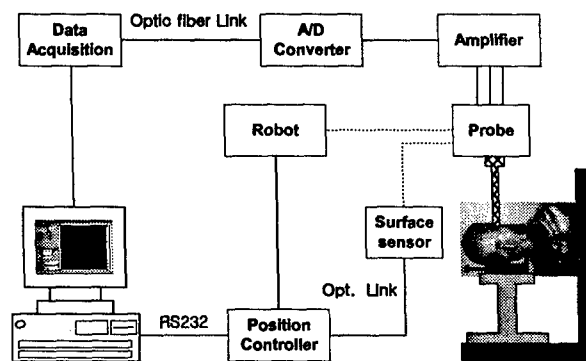 Data
Acquisition
Optic fiber Link
A/D
Converter
Amplifier
Robot
Probe
Surface
sensor
Opt. Link
RS232
Position
Controller